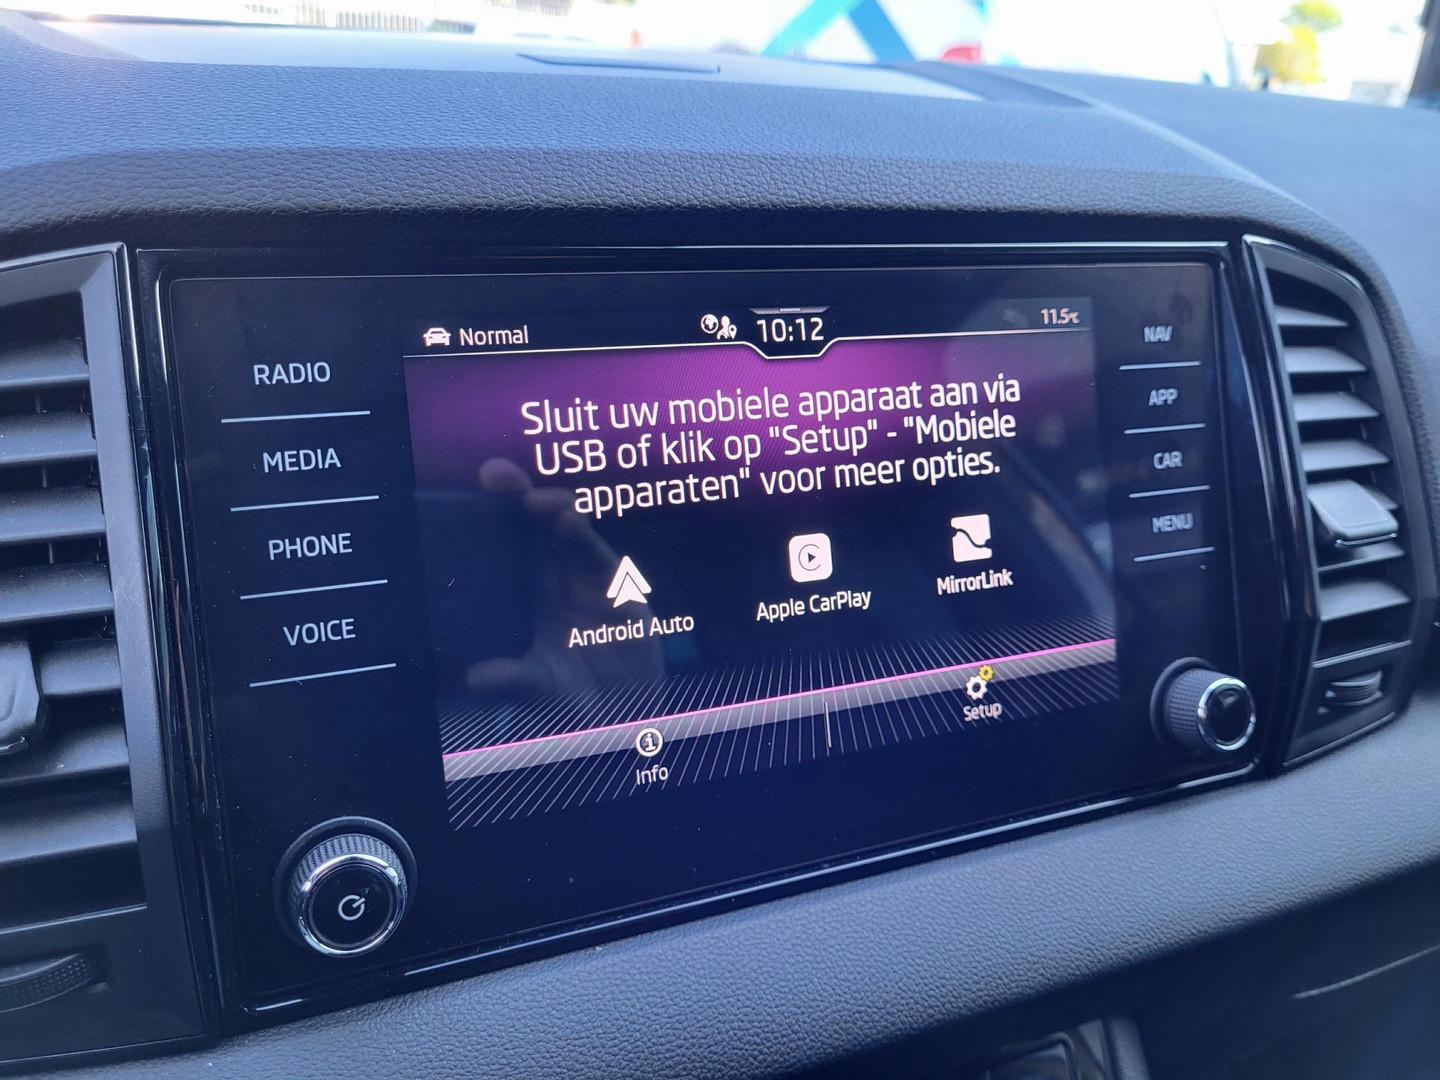 Normal
10:12
11.5°C
RADIO
MEDIA
PHONE
VOICE
Sluit uw mobiele apparaat aan via
USB of klik op "Setup" - "Mobiele
apparaten" voor meer opties.
Android Auto
Apple CarPlay
MirrorLink
Info
Setup
NAV
APP
CAR
MENU